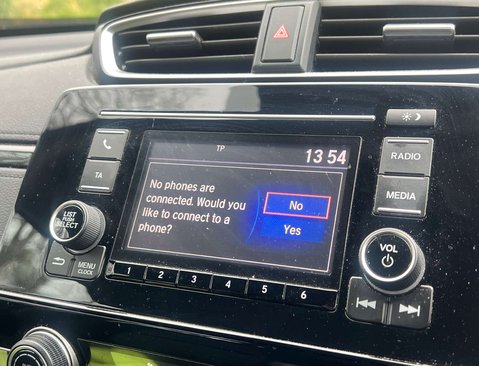 TP
13 54
No phones are
connected. Would you
like to connect to a
phone?
No
Yes
TA
LIST
PUSH
SELECT
MENU
CLOCK
RADIO
MEDIA
VOL
1 2 3 4 5 6